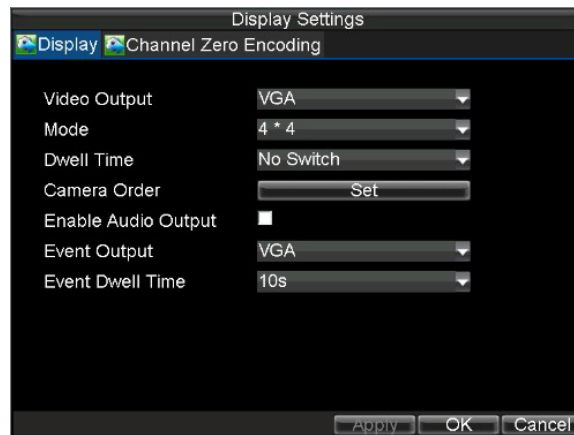 Display Settings
Display Channel Zero Encoding
Video Output VGA
Mode 4 * 4
Dwell Time No Switch
Camera Order Set
Enable Audio Output
Event Output VGA
Event Dwell Time 10s
Apply OK Cancel